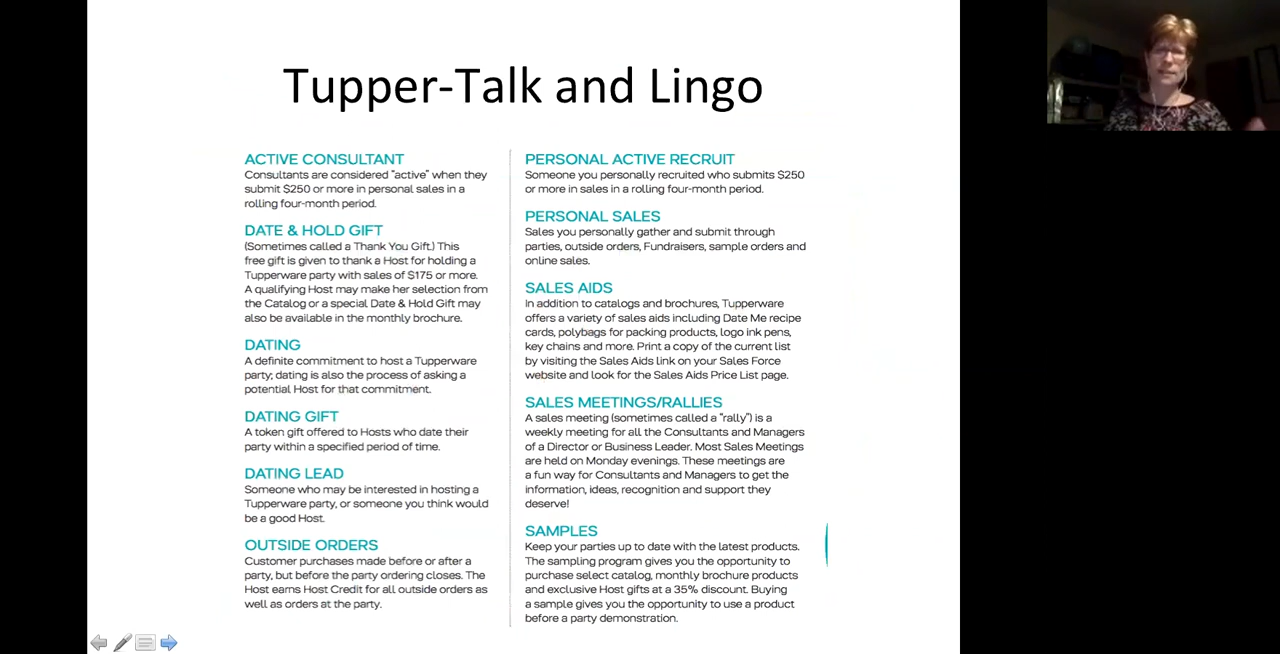 Tupper-Talk and Lingo
ACTIVE CONSULTANT
Consultants are considered "active" when they
submit $250 or more in personal sales in a
rolling four-month period.
DATE & HOLD GIFT
(Sometimes called a Thank You Gift.) This
free gift is given to thank a Host for holding a
Tupperware party with sales of $175 or more.
A qualifying Host may make her selection from
the Catalog or a special Date & Hold Gift may
also be available in the monthly brochure.
DATING
A definite commitment to host a Tupperware
party; dating is also the process of asking a
potential Host for that commitment.
DATING GIFT
A token gift offered to Hosts who date their
party within a specified period of time.
DATING LEAD
Someone who may be interested in hosting a
Tupperware party, or someone you think would
be a good Host.
OUTSIDE ORDERS
Customer purchases made before or after a
party, but before the party ordering closes. The
Host earns Host Credit for all outside orders as
well as orders at the party.
PERSONAL ACTIVE RECRUIT
Someone you personally recruited who submits $250
or more in sales in a rolling four-month period.
PERSONAL SALES
Sales you personally gather and submit through
parties, outside orders, Fundraisers, sample orders and
online sales.
SALES AIDS
In addition to catalogs and brochures, Tupperware
offers a variety of sales aids including Date Me recipe
cards, polybags for packing products, logo ink pens,
key chains and more. Print a copy of the current list
by visiting the Sales Aids link on your Sales Force
website and look for the Sales Aids Price List page.
SALES MEETINGS/RALLIES
A sales meeting (sometimes called a "rally") is a
weekly meeting for all the Consultants and Managers
of a Director or Business Leader. Most Sales Meetings
are held on Monday evenings. These meetings are
a fun way for Consultants and Managers to get the
information, ideas, recognition and support they
deserve!
SAMPLES
Keep your parties up to date with the latest products.
The sampling program gives you the opportunity to
purchase select catalog, monthly brochure products
and exclusive Host gifts at a 35% discount. Buying
a sample gives you the opportunity to use a product
before a party demonstration.